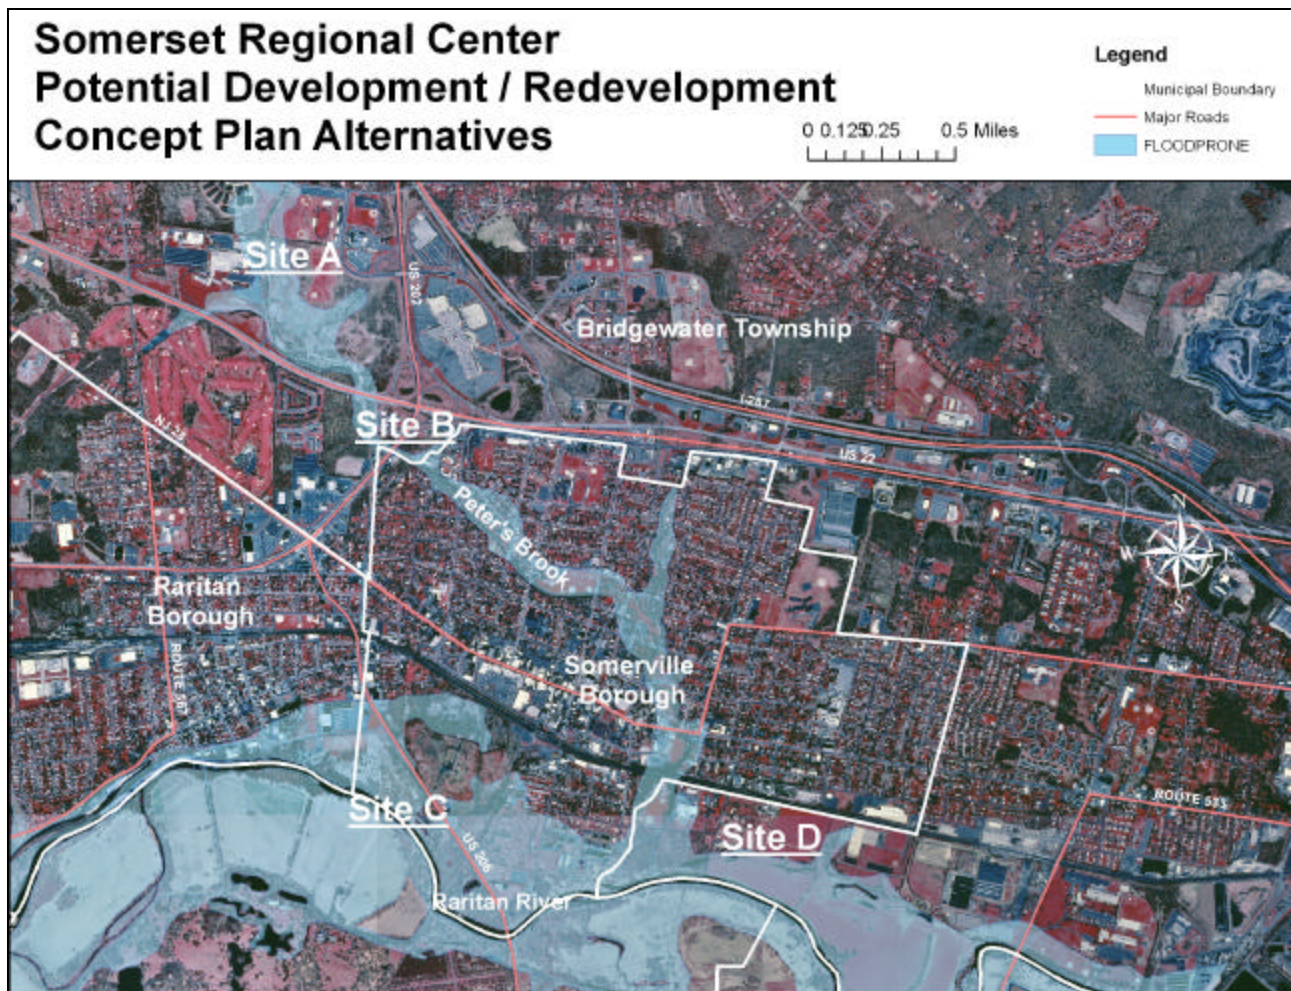 Somerset Regional Center
Potential Development / Redevelopment
Concept Plan Alternatives
0 0.125 0.25 0.5 Miles
Legend
Municipal Boundary
Major Roads
FLOODPRONE
Site A
US 202
Bridgewater Township
I-287
Site B
NJ 28
US 22
N
W E
S
Peter's Brook
Raritan
Borough
ROUTE 567
Somerville
Borough
Site C
US 206
Site D
ROUTE 533
Raritan River